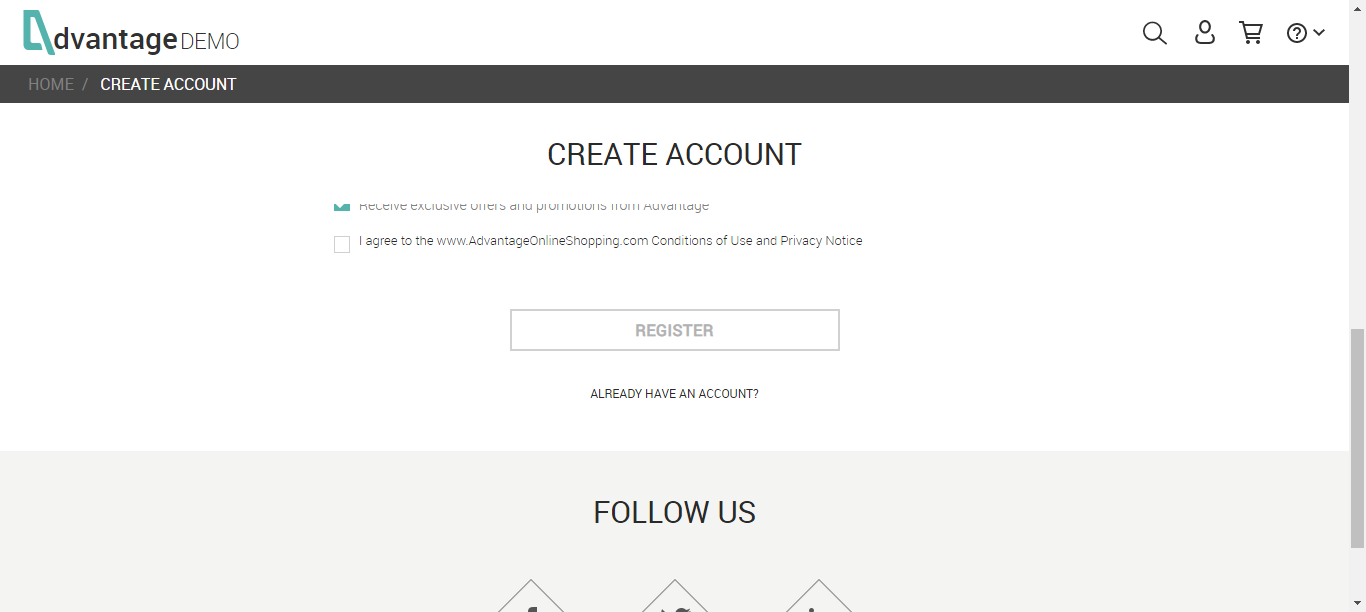 dvantage DEMO
HOME / CREATE ACCOUNT
CREATE ACCOUNT
Receive exclusive offers and promotions from Advantage
I agree to the www.AdvantageOnlineShopping.com Conditions of Use and Privacy Notice
REGISTER
ALREADY HAVE AN ACCOUNT?
FOLLOW US